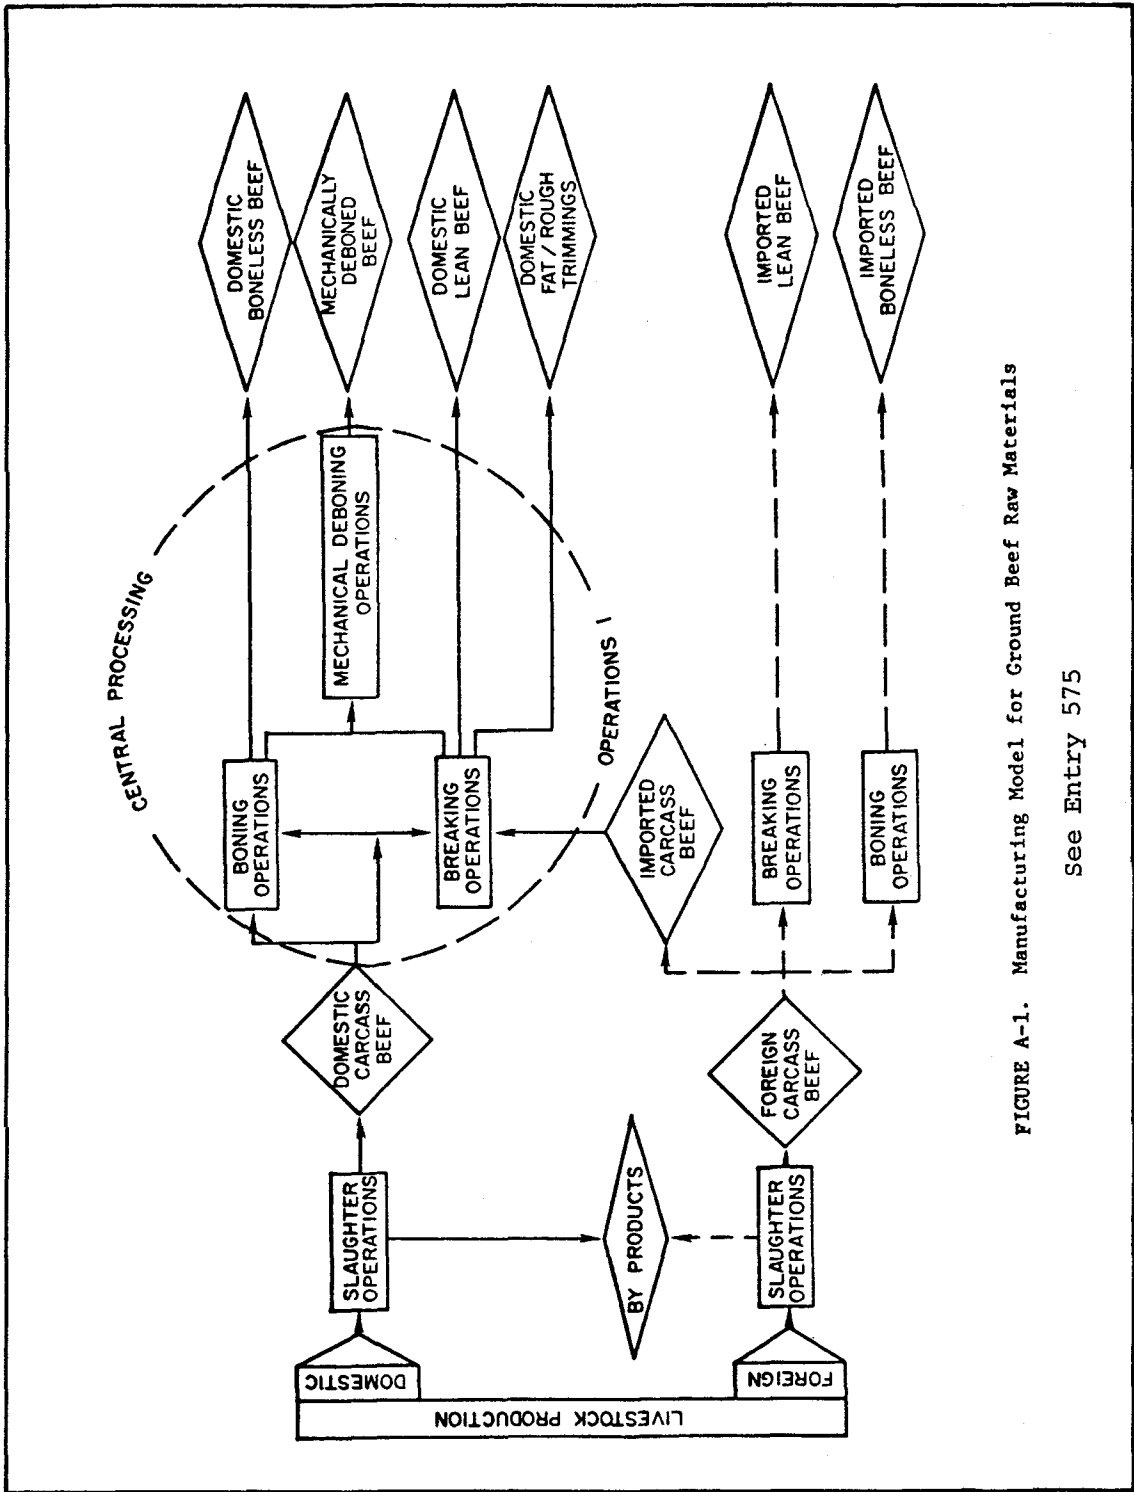 LIVESTOCK PRODUCTION
DOMESTIC
FOREIGN
SLAUGHTER
OPERATIONS
SLAUGHTER
OPERATIONS
BY PRODUCTS
DOMESTIC
CARCASS
BEEF
FOREIGN
CARCASS
BEEF
CENTRAL PROCESSING
OPERATIONS
BONING
OPERATIONS
BREAKING
OPERATIONS
MECHANICAL DEBONING
OPERATIONS
IMPORTED
CARCASS
BEEF
BREAKING
OPERATIONS
BONING
OPERATIONS
DOMESTIC
BONELESS BEEF
MECHANICALLY
DEBONED
BEEF
DOMESTIC
LEAN BEEF
DOMESTIC
FAT / ROUGH
TRIMMINGS
IMPORTED
LEAN BEEF
IMPORTED
BONELESS BEEF
FIGURE A-1. Manufacturing Model for Ground Beef Raw Materials
See Entry 575